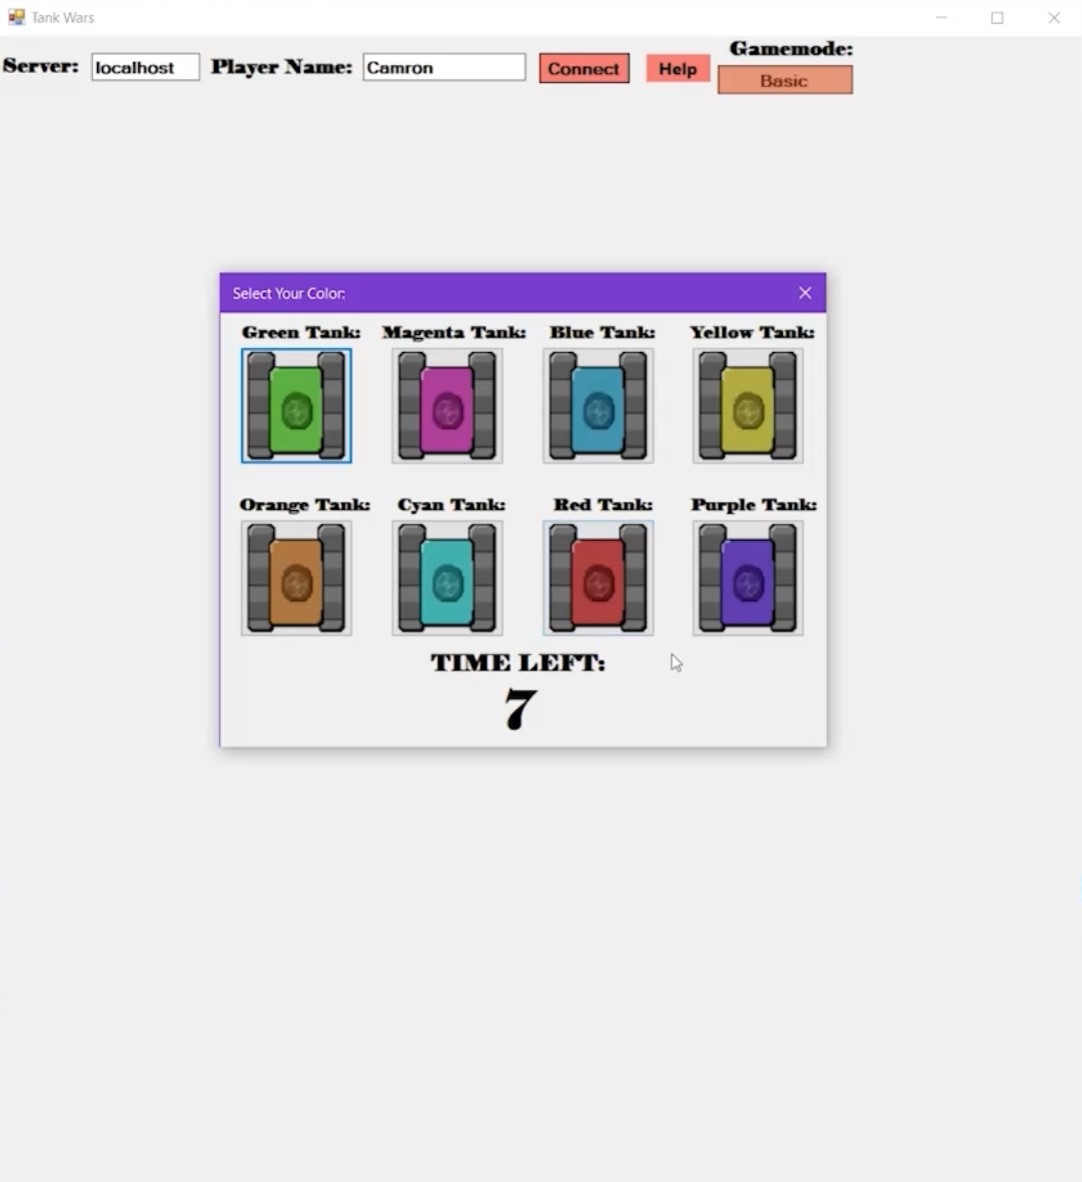 Tank Wars
Server: localhost Player Name: Camron Connect Help Gamemode:
Basic
Select Your Color:
Green Tank: Magenta Tank: Blue Tank: Yellow Tank:
Orange Tank: Cyan Tank: Red Tank: Purple Tank:
TIME LEFT:
7